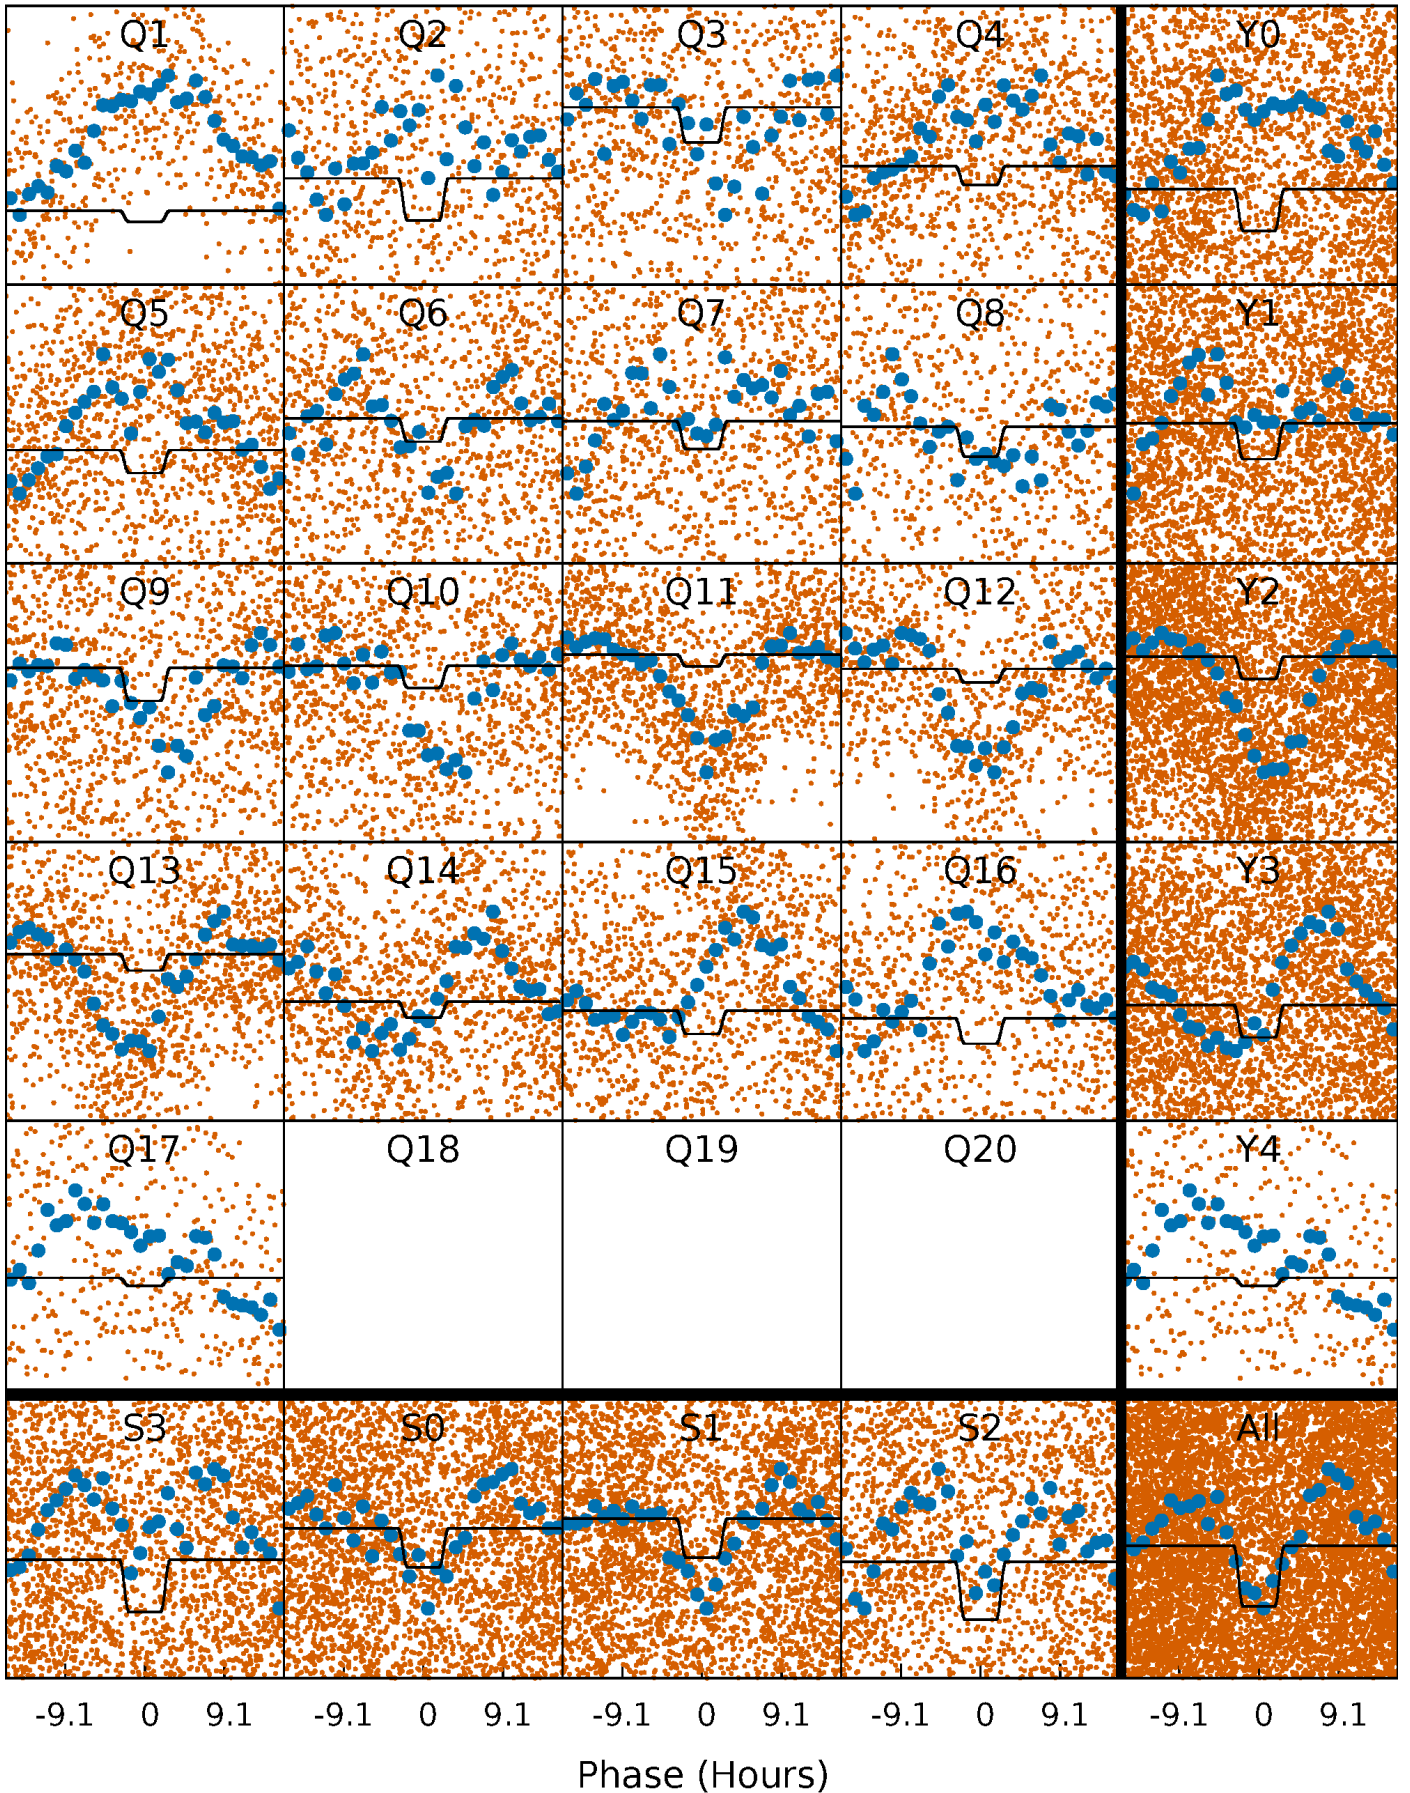 Q1 Q2 Q3 Q4 Y0
Q5 Q6 Q7 Q8 Y1
Q9 Q10 Q11 Q12 Y2
Q13 Q14 Q15 Q16 Y3
Q17 Q18 Q19 Q20 Y4
S3 S0 S1 S2 All
-9.1 0 9.1 -9.1 0 9.1 -9.1 0 9.1 -9.1 0 9.1 -9.1 0 9.1
Phase (Hours)